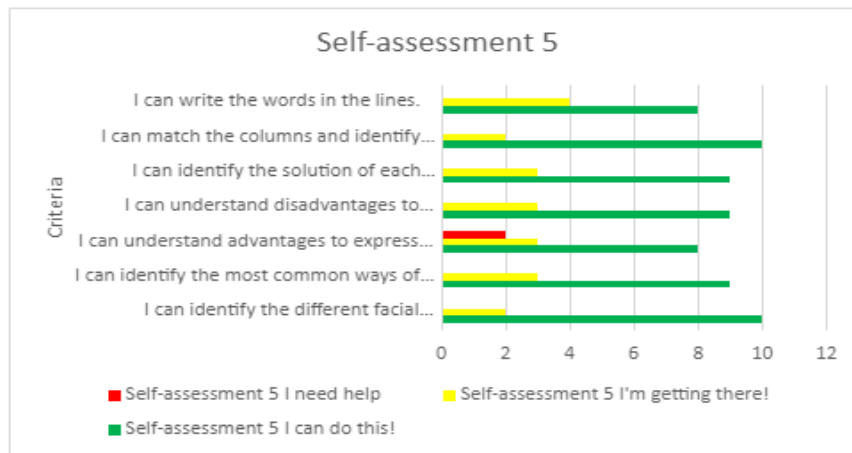 Self-assessment 5
Criteria
I can write the words in the lines.
I can match the columns and identify...
I can identify the solution of each...
I can understand disadvantages to...
I can understand advantages to express...
I can identify the most common ways of...
I can identify the different facial...
0 2 4 6 8 10 12
Self-assessment 5 I need help
Self-assessment 5 I'm getting there!
Self-assessment 5 I can do this!